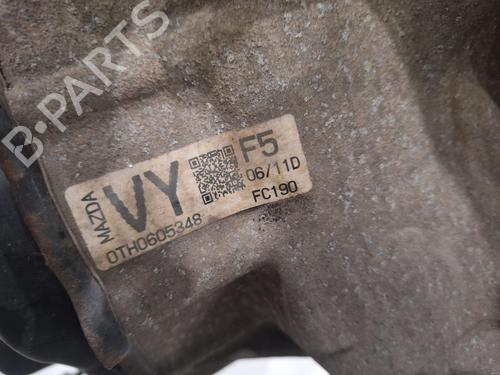 B-PARTS
MAZDA
VY
F5
06/11D
0TH0605348
FC190